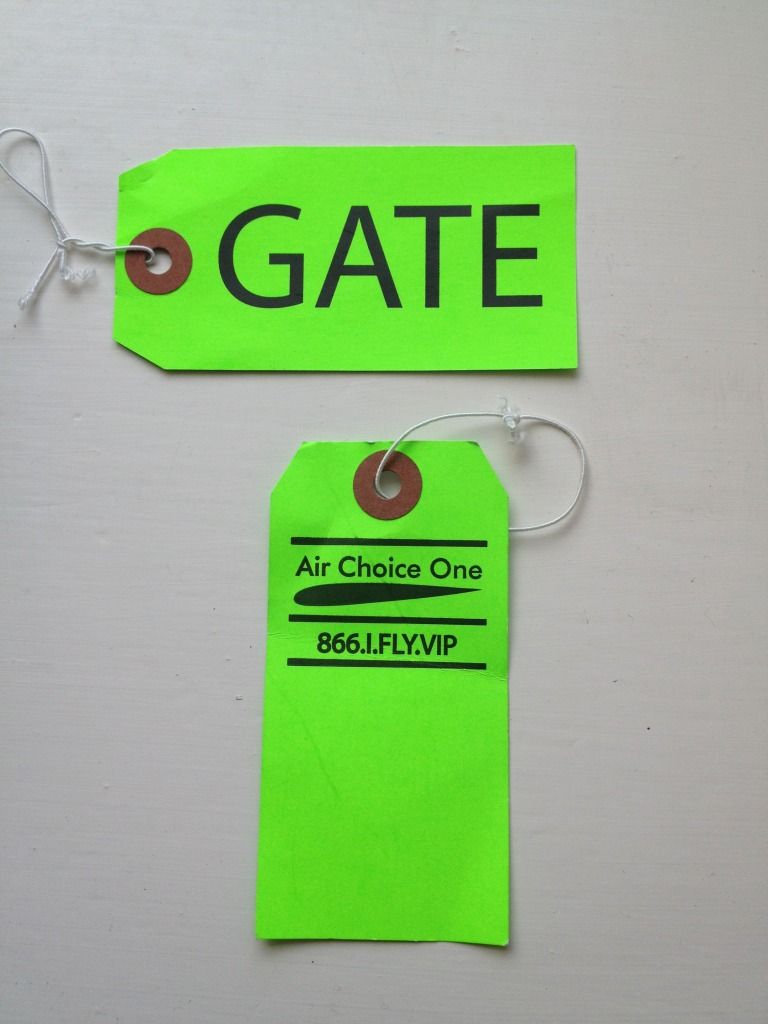 GATE
Air Choice One
866.I.FLY.VIP